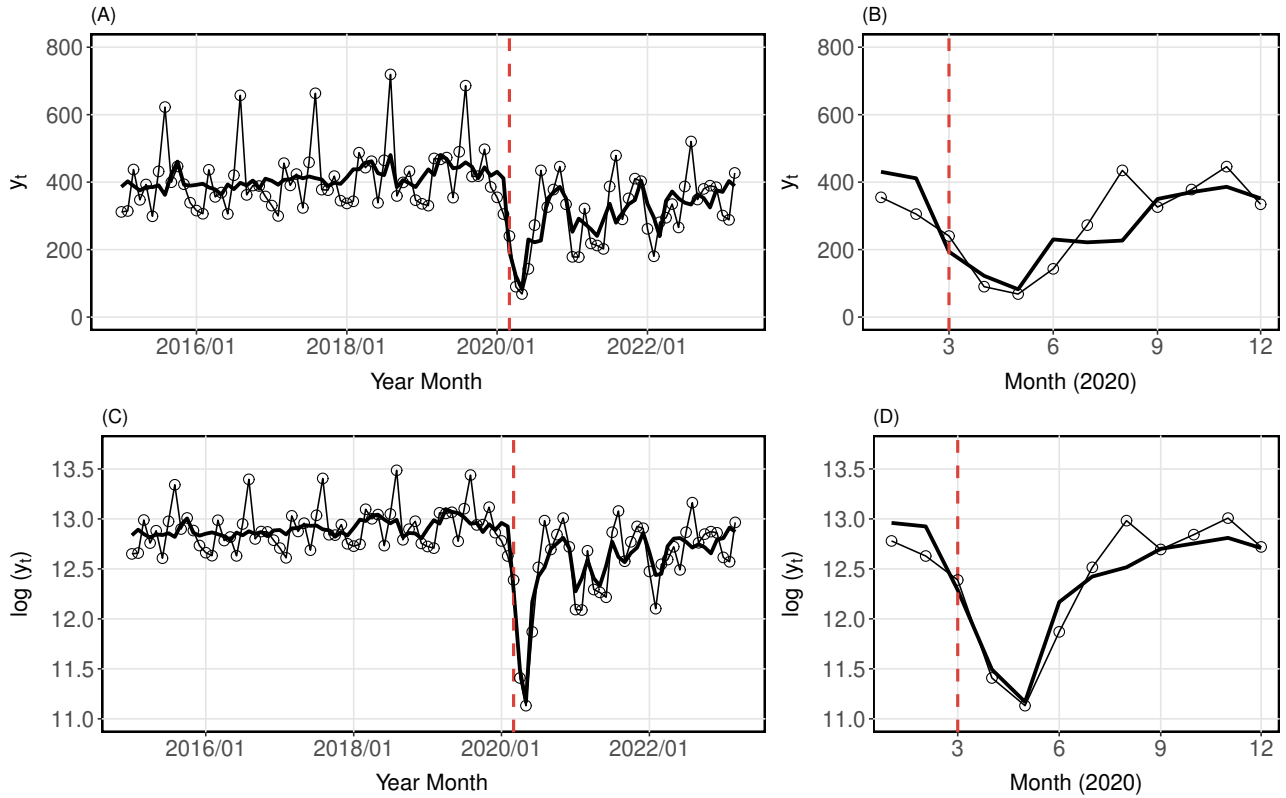 (A)
800
600
400
200
0
y_t
2016/01 2018/01 2020/01 2022/01
Year Month
(B)
800
600
400
200
0
y_t
3 6 9 12
Month (2020)
(C)
13.5
13.0
12.5
12.0
11.5
11.0
log (y_t)
2016/01 2018/01 2020/01 2022/01
Year Month
(D)
13.5
13.0
12.5
12.0
11.5
11.0
log (y_t)
3 6 9 12
Month (2020)